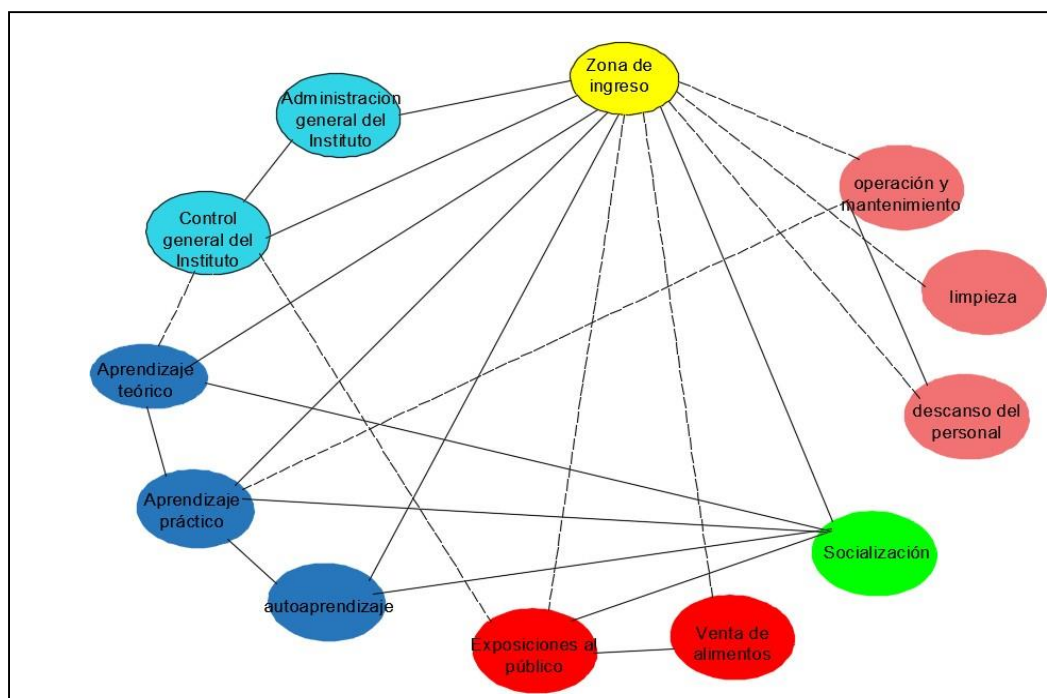 Zona de
ingreso
Administracion
general del
Instituto
operación y
mantenimiento
Control
general del
Instituto
limpieza
Aprendizaje
teórico
descanso del
personal
Aprendizaje
práctico
Socialización
autoaprendizaje
Exposiciones al
público
Venta de
alimentos